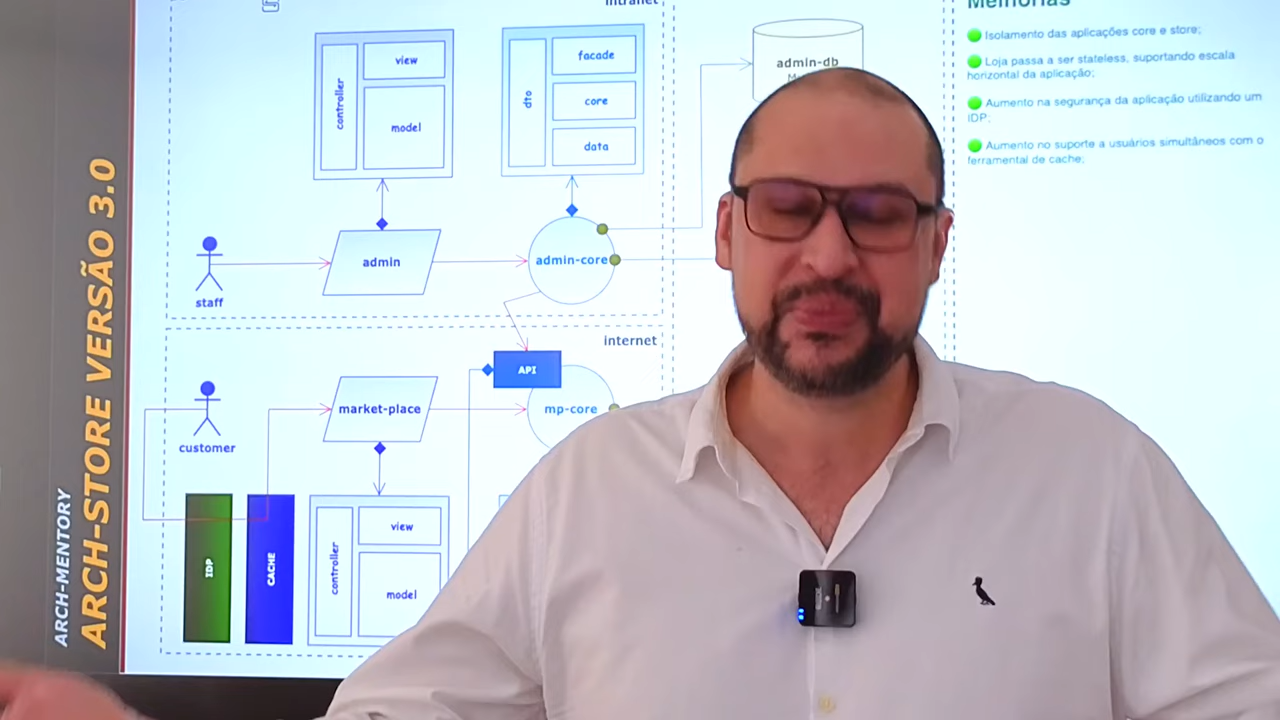 ARCH-MENTORY
ARCH-STORE VERSÃO 3.0
intranet
controller
view
model
dto
facade
core
data
admin-db
staff
admin
admin-core
internet
API
customer
market-place
mp-core
IDP
CACHE
controller
view
model
Memórias
Isolamento das aplicações core e store;
Loja passa a ser stateless, suportando escala
horizontal da aplicação;
Aumento na segurança da aplicação utilizando um
IDP;
Aumento no suporte a usuários simultâneos com o
ferramental de cache;